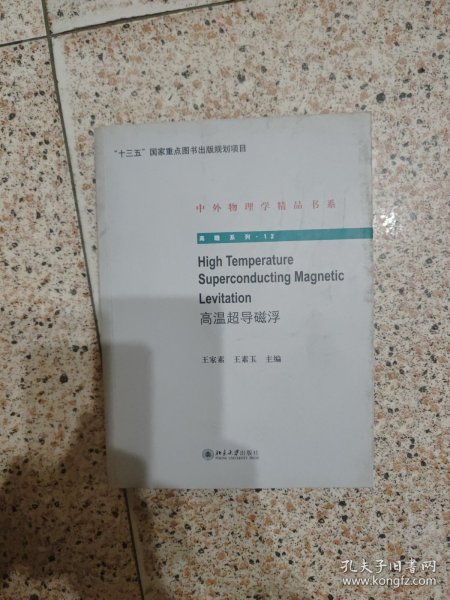 "十三五"国家重点图书出版规划项目
中外物理学精品书系
高瞻系列·12
High Temperature
Superconducting Magnetic
Levitation
高温超导磁浮
王家素 王素玉 主编
北京大学出版社
PEKING UNIVERSITY PRESS
孔夫子旧书网
www.kongfz.com